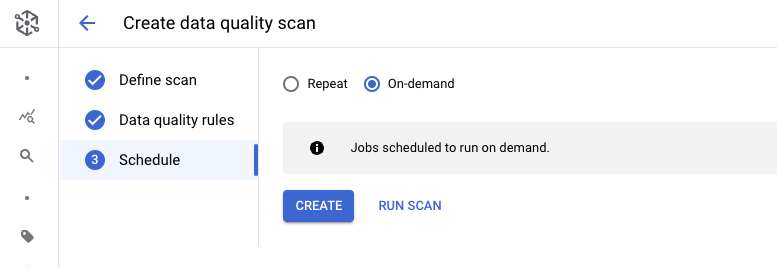 Create data quality scan
Define scan
Data quality rules
3 Schedule
Repeat On-demand
Jobs scheduled to run on demand.
CREATE RUN SCAN